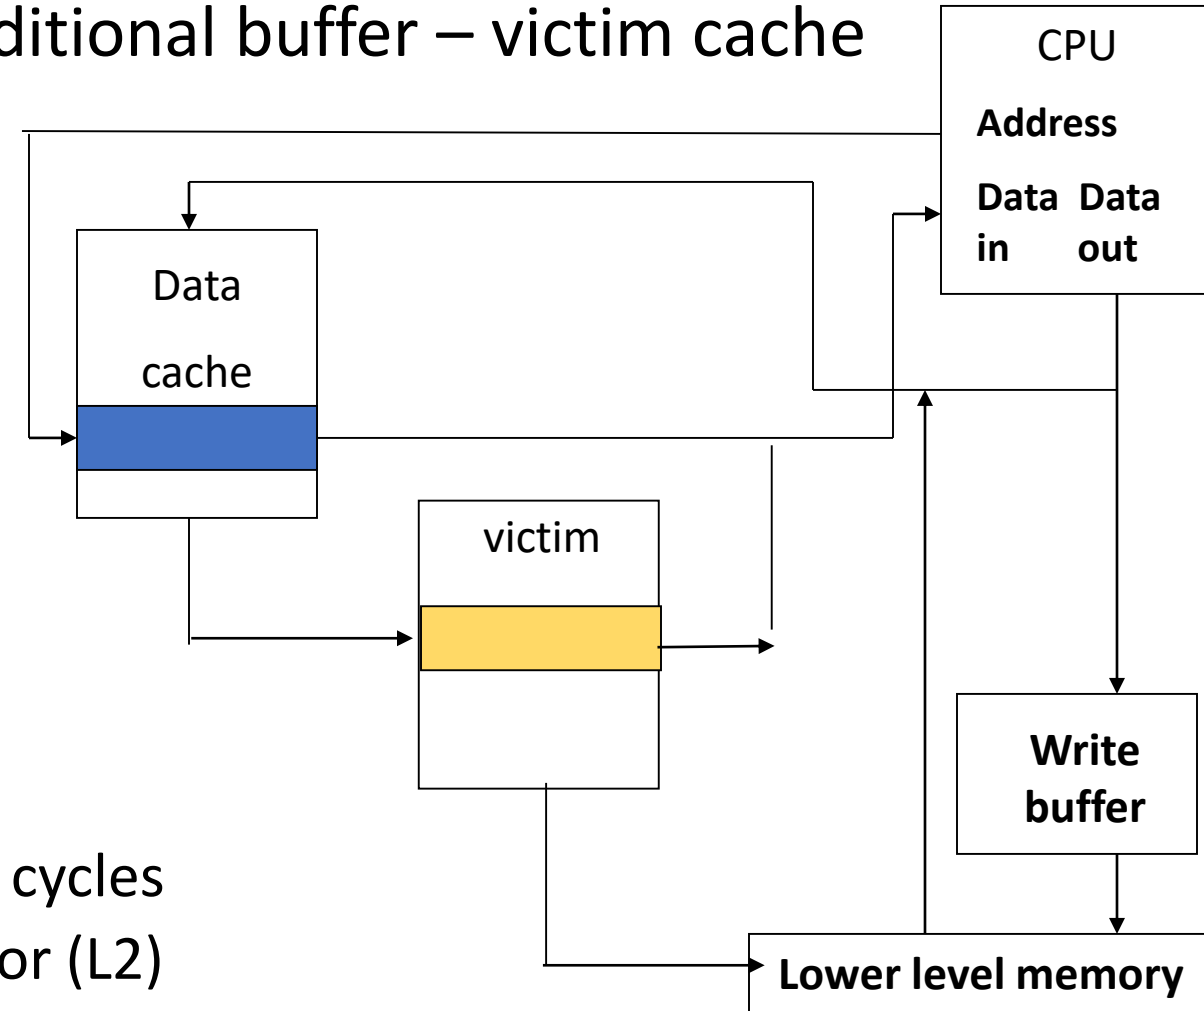 ditional buffer – victim cache
CPU
Address
Data Data
in out
Data
cache
victim
Write
buffer
cycles
or (L2)
Lower level memory